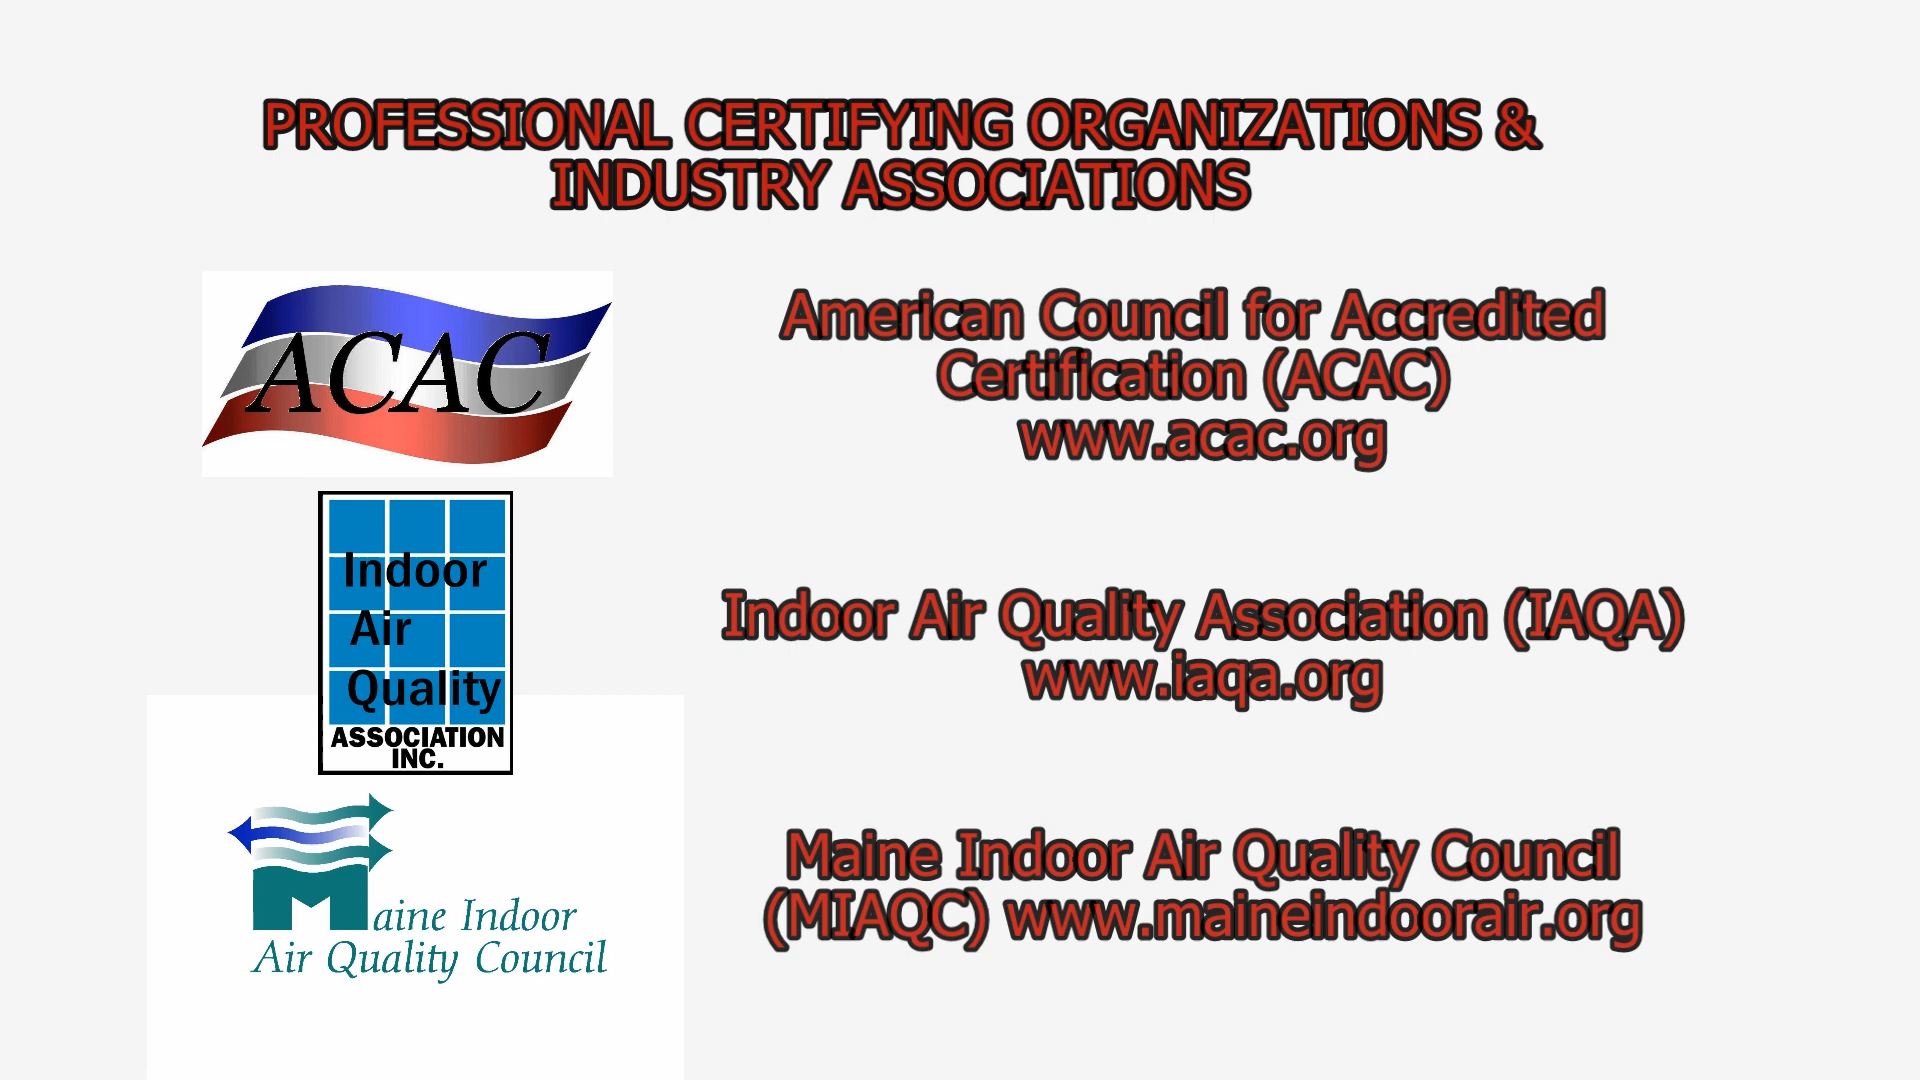 PROFESSIONAL CERTIFYING ORGANIZATIONS &
INDUSTRY ASSOCIATIONS
ACAC
American Council for Accredited
Certification (ACAC)
www.acac.org
Indoor
Air
Quality
ASSOCIATION
INC.
Indoor Air Quality Association (IAQA)
www.iaqa.org
Maine Indoor
Air Quality Council
Maine Indoor Air Quality Council
(MIAQC) www.maineindoorair.org